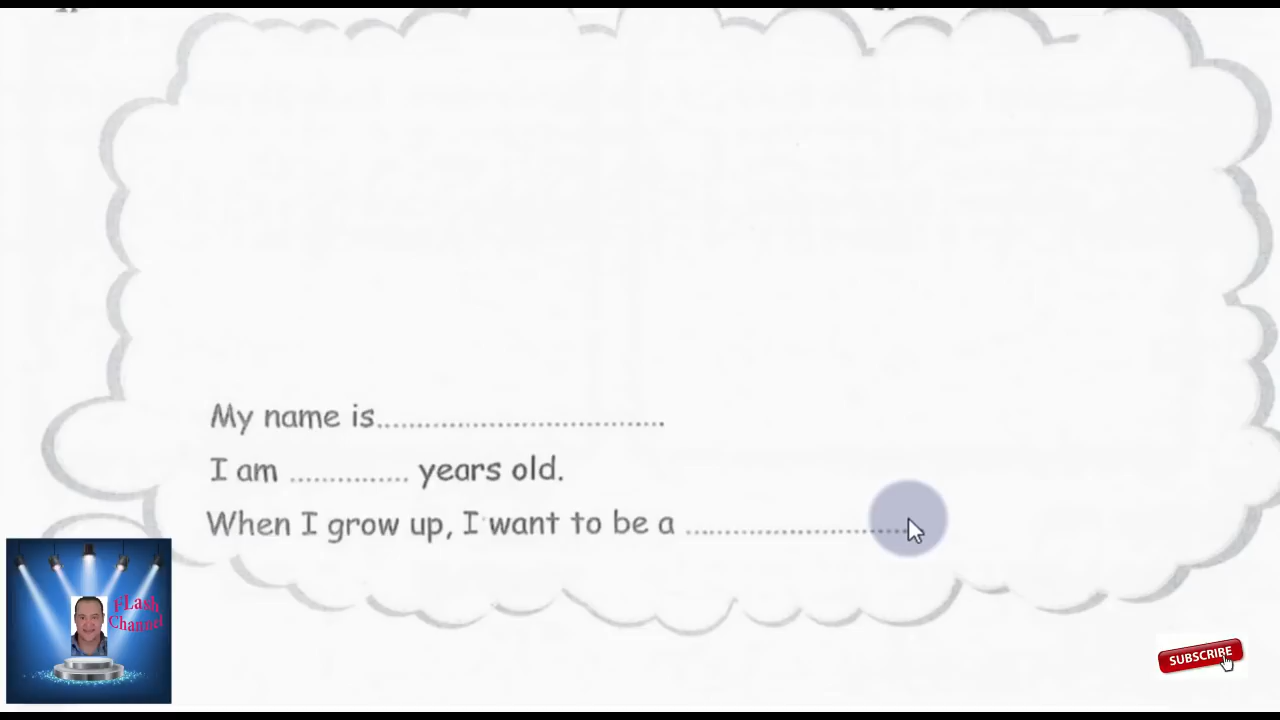 My name is.............................
I am ............... years old.
When I grow up, I want to be a ............................
FLash
Channel
SUBSCRIBE